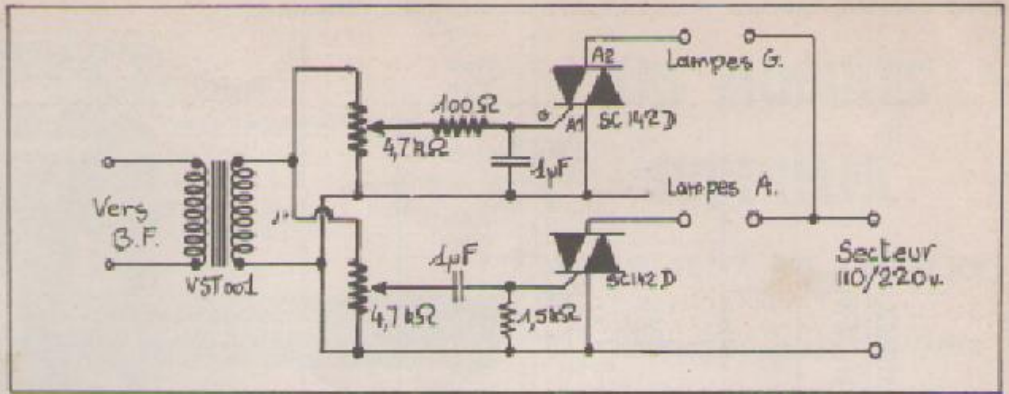 A2
Lampes G.
100Ω
G
A1
SC142D
4,7kΩ
1µF
Lampes A.
Vers
B.F.
1µF
Secteur
110/220v.
SC142D
VST001
4,7kΩ
1,5kΩ